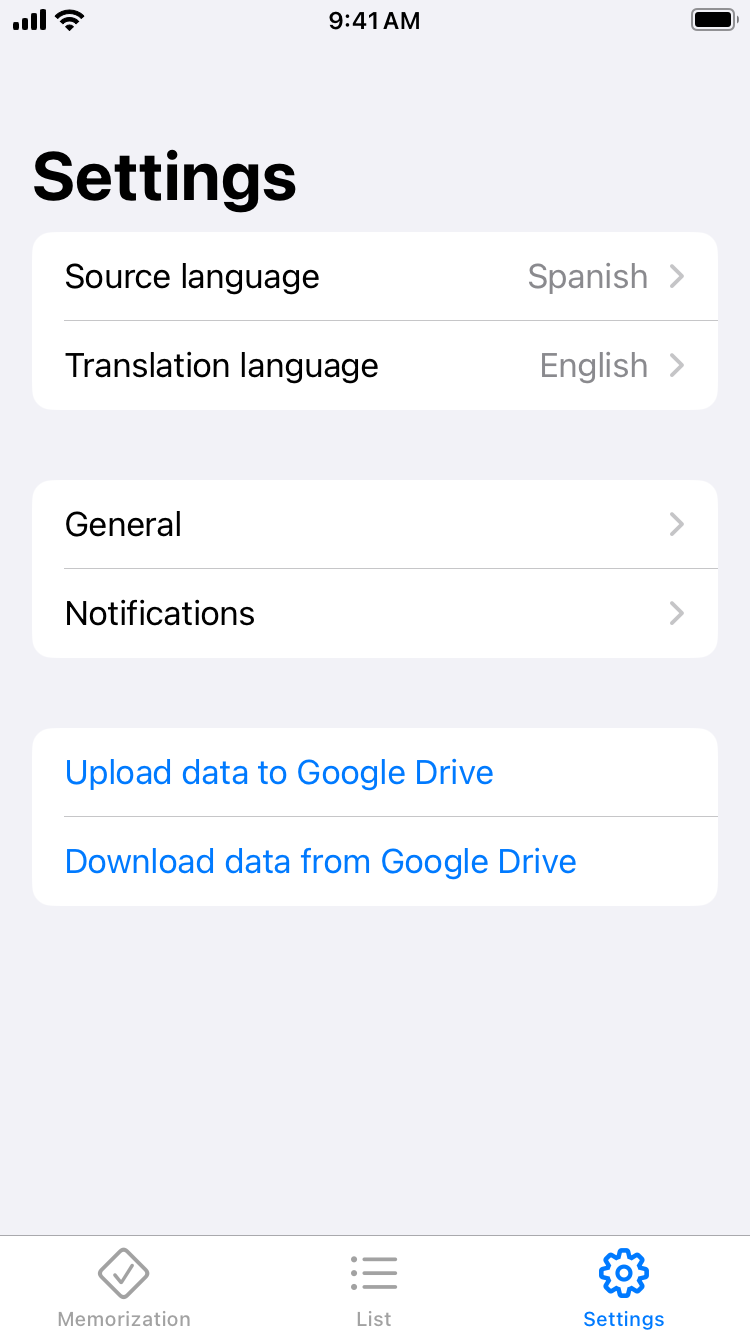 9:41 AM
Settings
Source language Spanish
Translation language English
General
Notifications
Upload data to Google Drive
Download data from Google Drive
Memorization List Settings